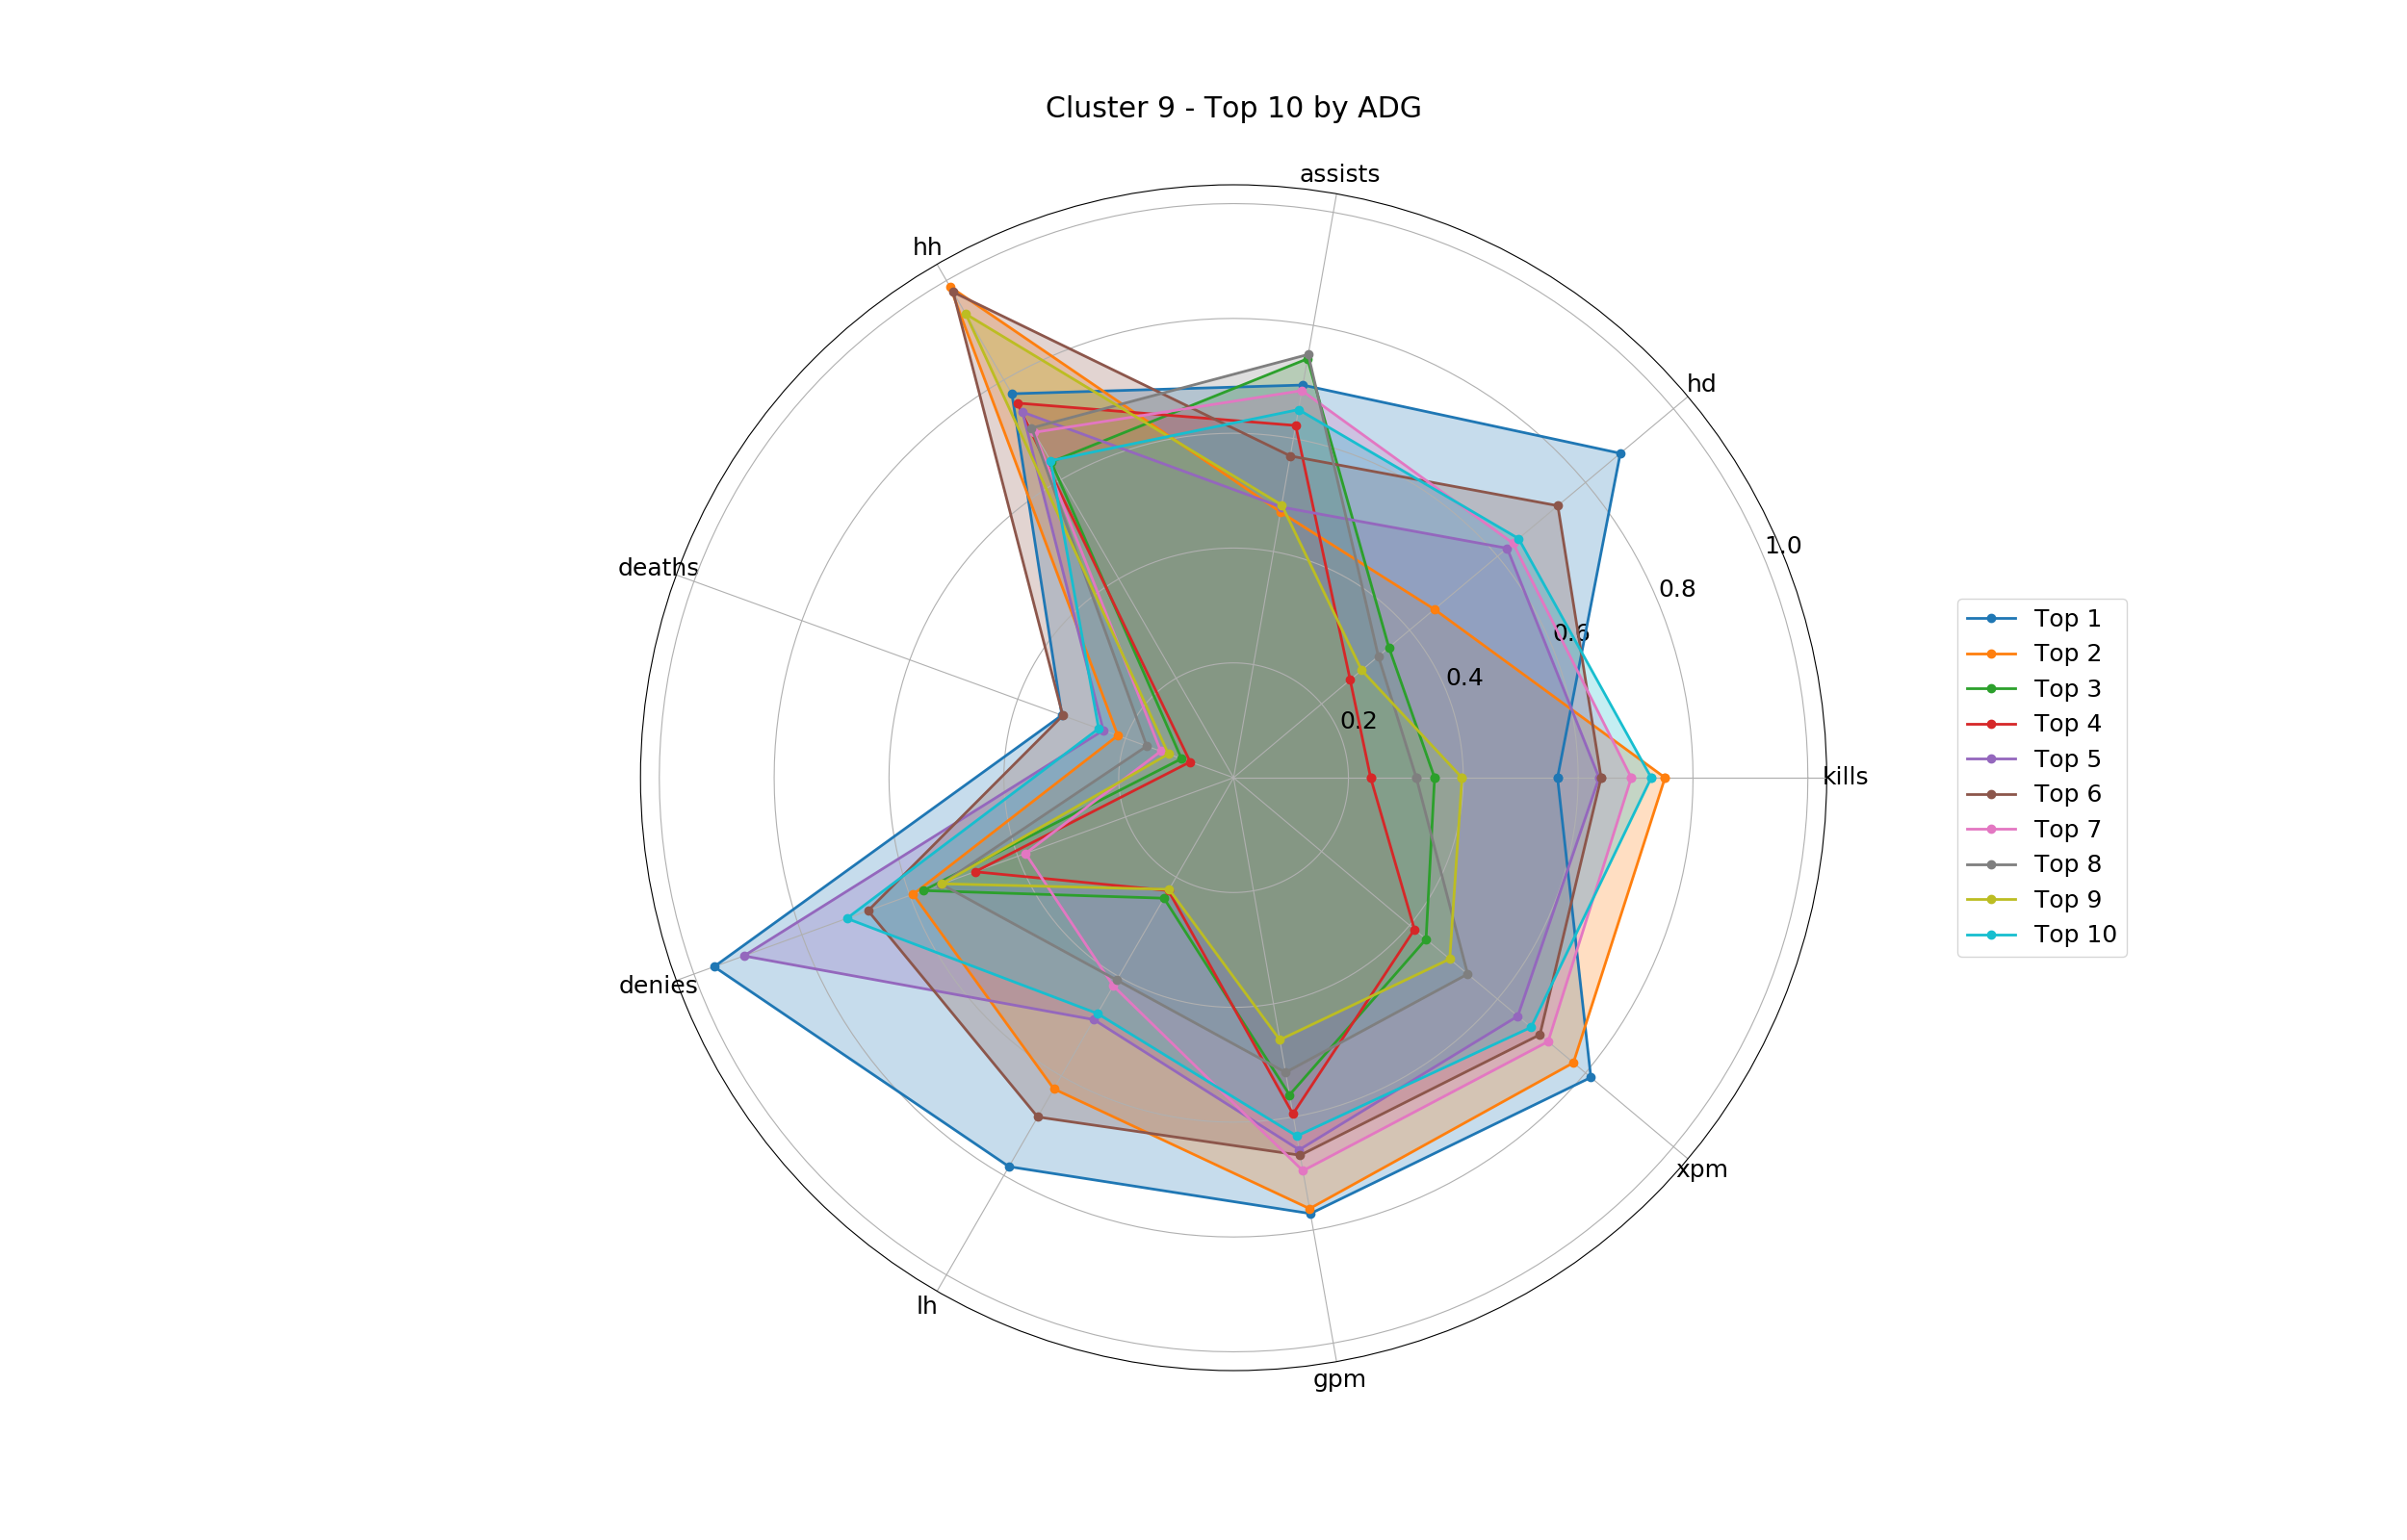 Cluster 9 - Top 10 by ADG
assists
hh
hd
deaths
1.0
0.8
0.6
0.4
0.2
kills
denies
xpm
lh
gpm
Top 1
Top 2
Top 3
Top 4
Top 5
Top 6
Top 7
Top 8
Top 9
Top 10